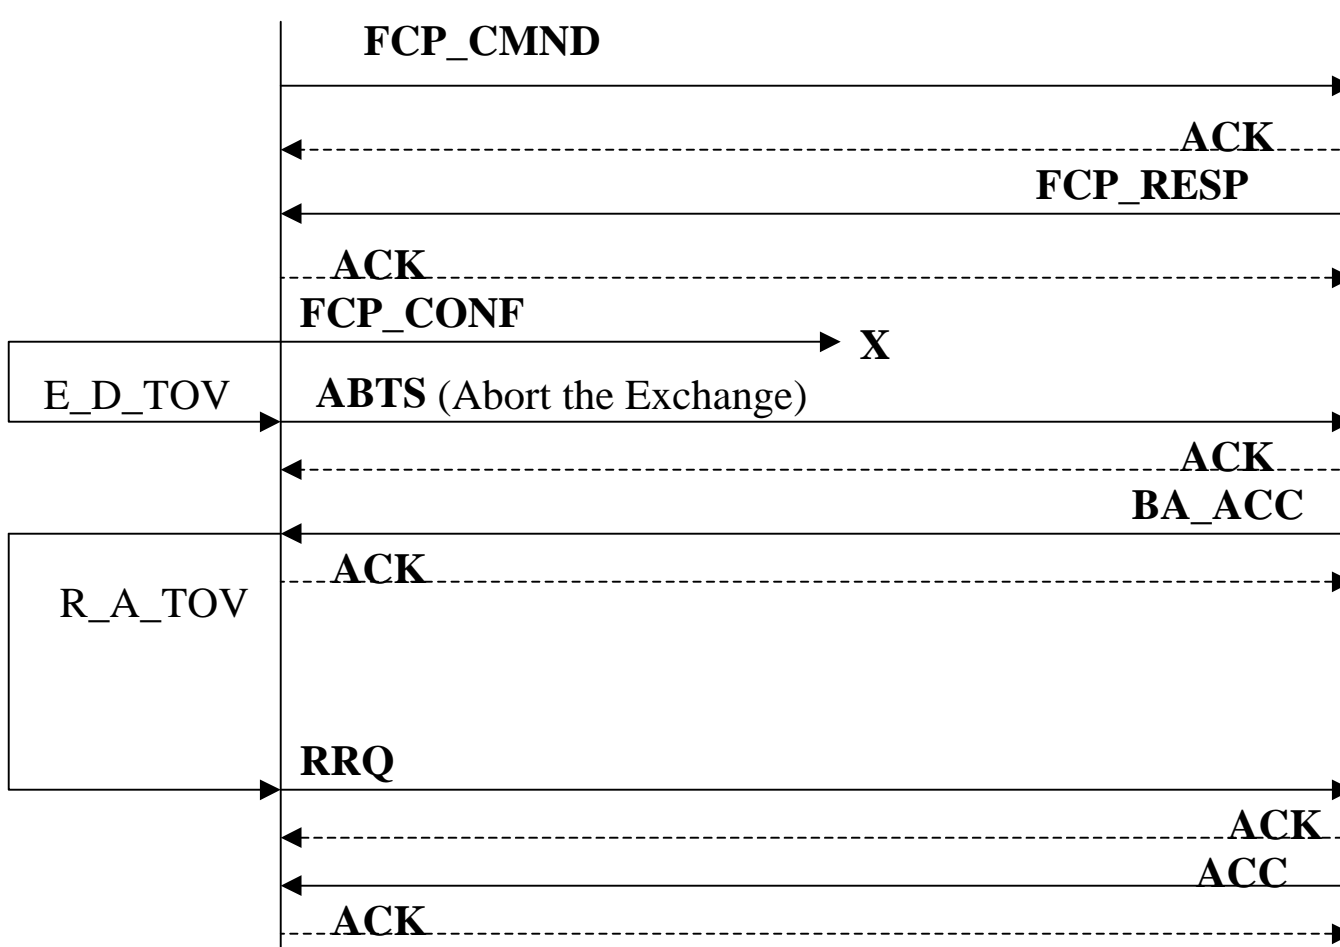 FCP_CMND
ACK
FCP_RESP
ACK
FCP_CONF
X
E_D_TOV
ABTS (Abort the Exchange)
ACK
BA_ACC
ACK
R_A_TOV
RRQ
ACK
ACC
ACK